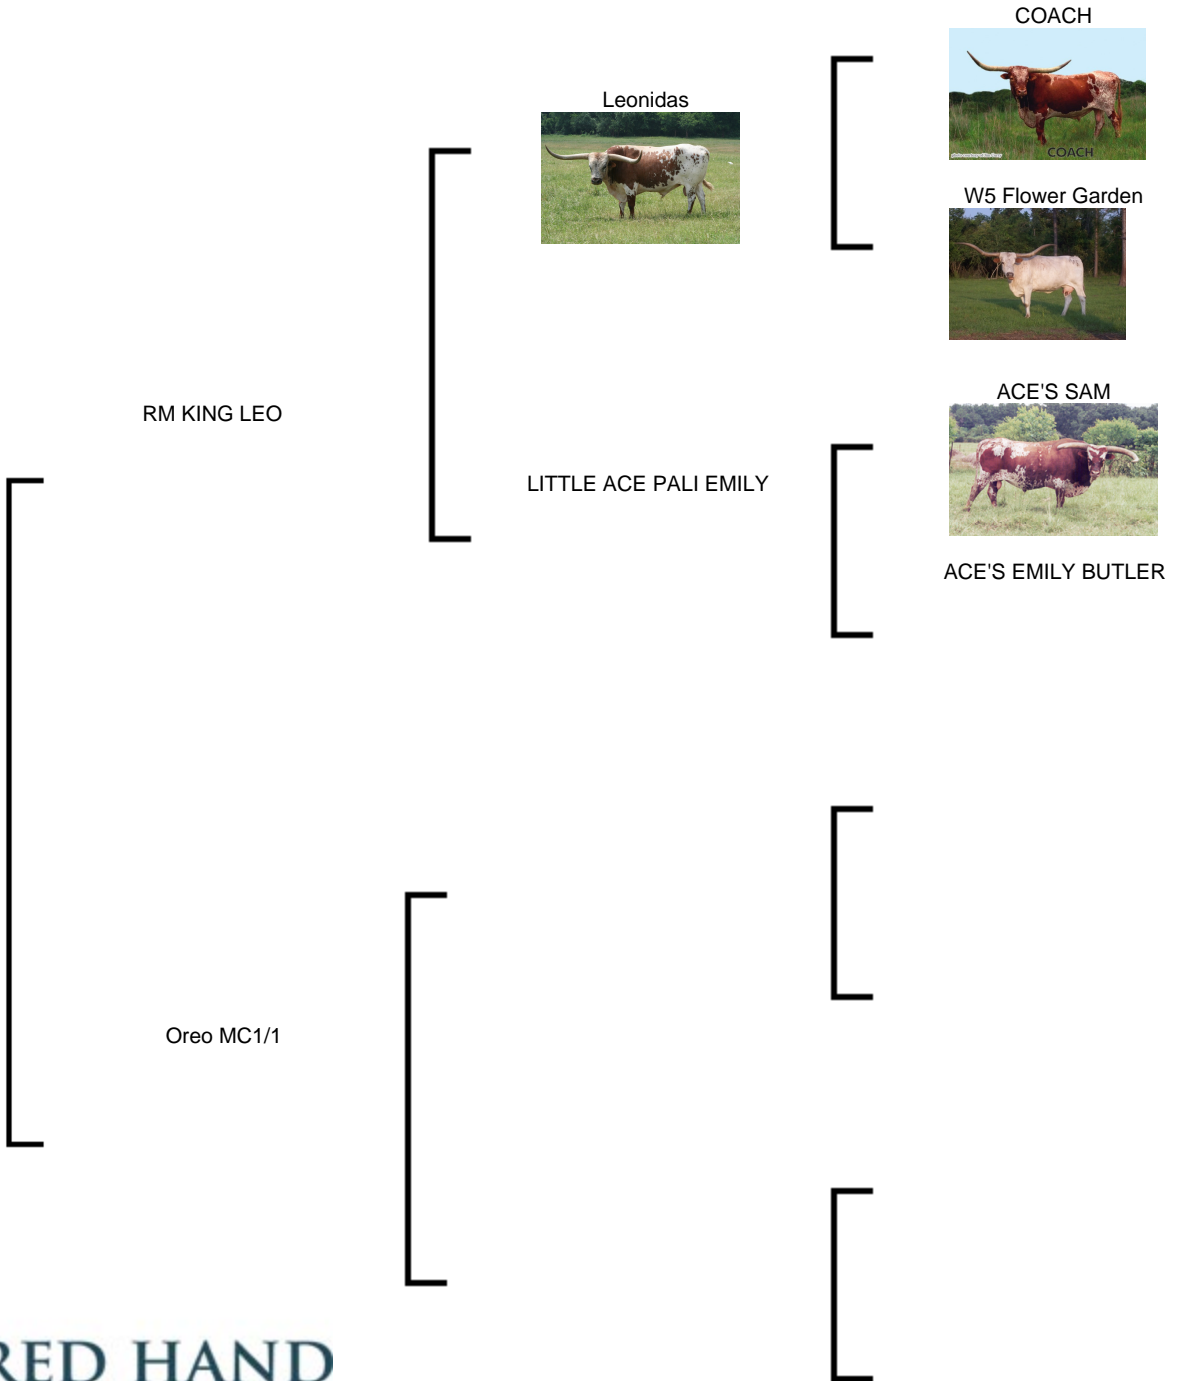 COACH
Leonidas
COACH
W5 Flower Garden
ACE'S SAM
RM KING LEO
LITTLE ACE PALI EMILY
ACE'S EMILY BUTLER
Oreo MC1/1
RED HAND